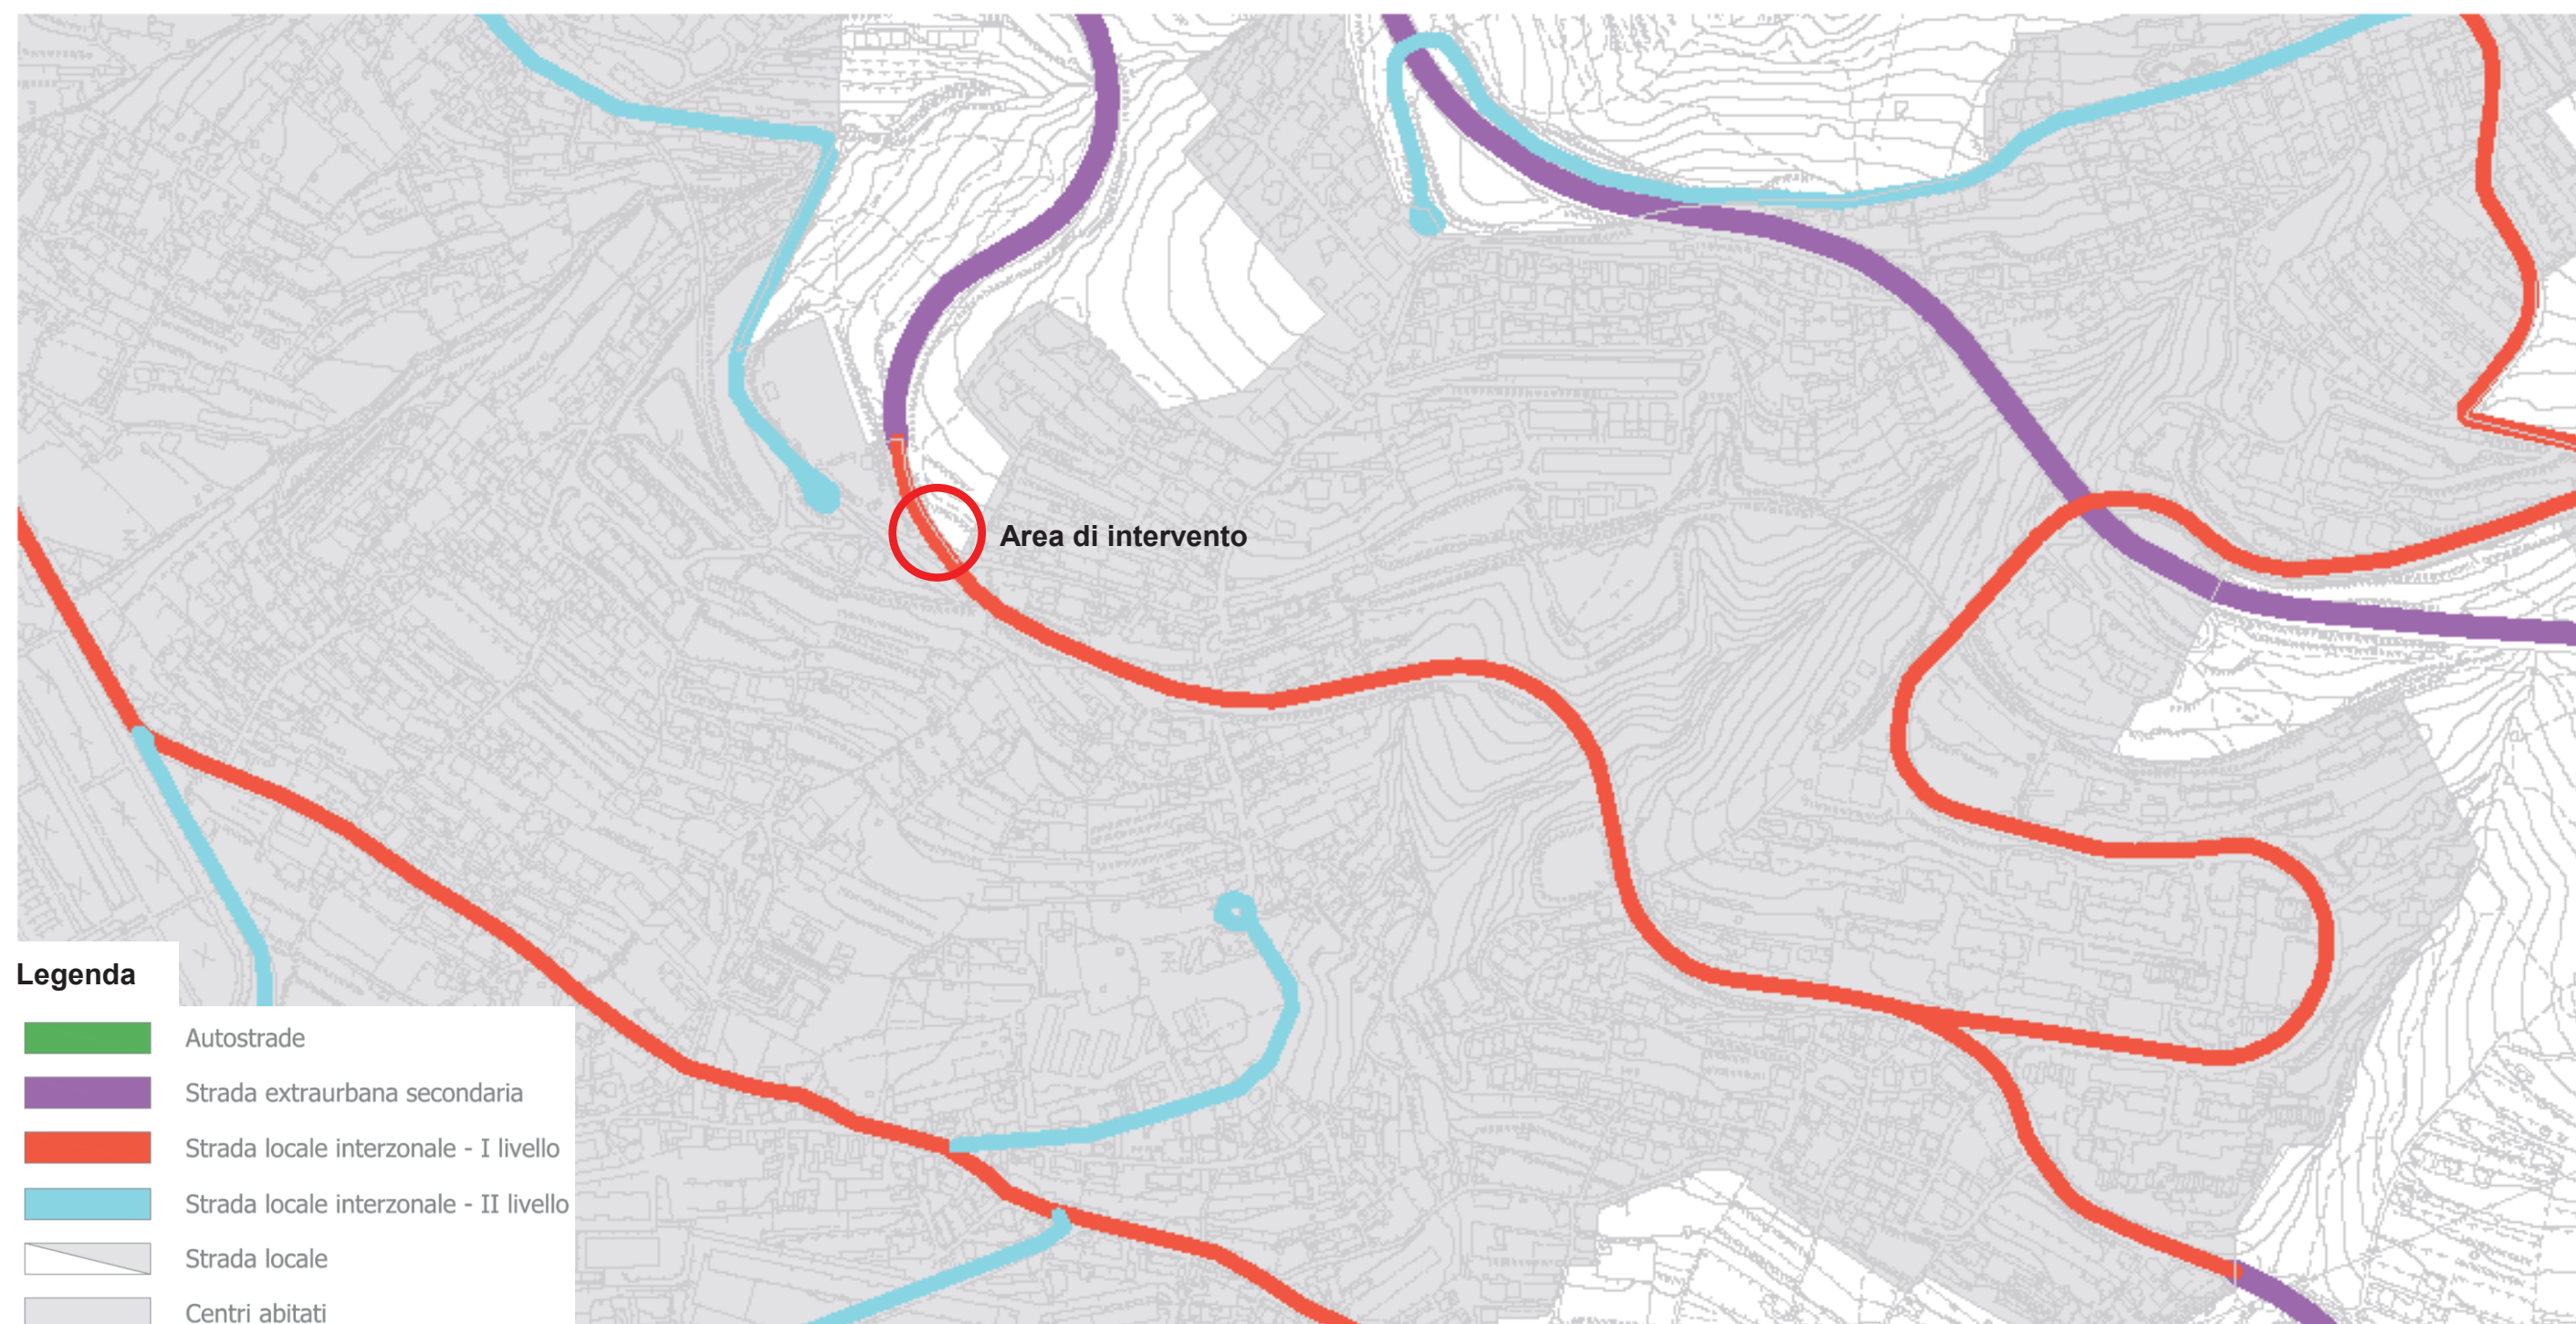 Area di intervento
Legenda
Autostrade
Strada extraurbana secondaria
Strada locale interzonale - I livello
Strada locale interzonale - II livello
Strada locale
Centri abitati